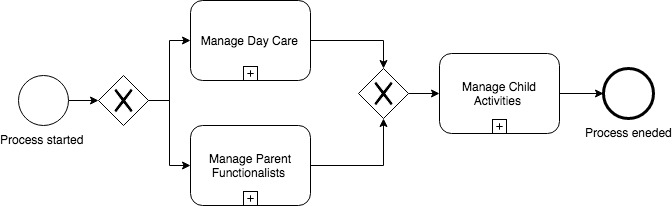 Manage Day Care
Process started
Manage Parent
Functionalists
Manage Child
Activities
Process eneded